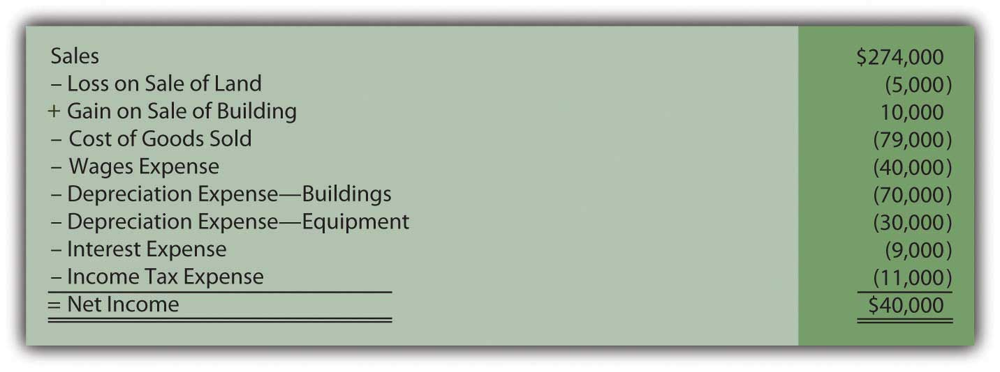 Sales $274,000
– Loss on Sale of Land (5,000)
+ Gain on Sale of Building 10,000
– Cost of Goods Sold (79,000)
– Wages Expense (40,000)
– Depreciation Expense—Buildings (70,000)
– Depreciation Expense—Equipment (30,000)
– Interest Expense (9,000)
– Income Tax Expense (11,000)
= Net Income $40,000